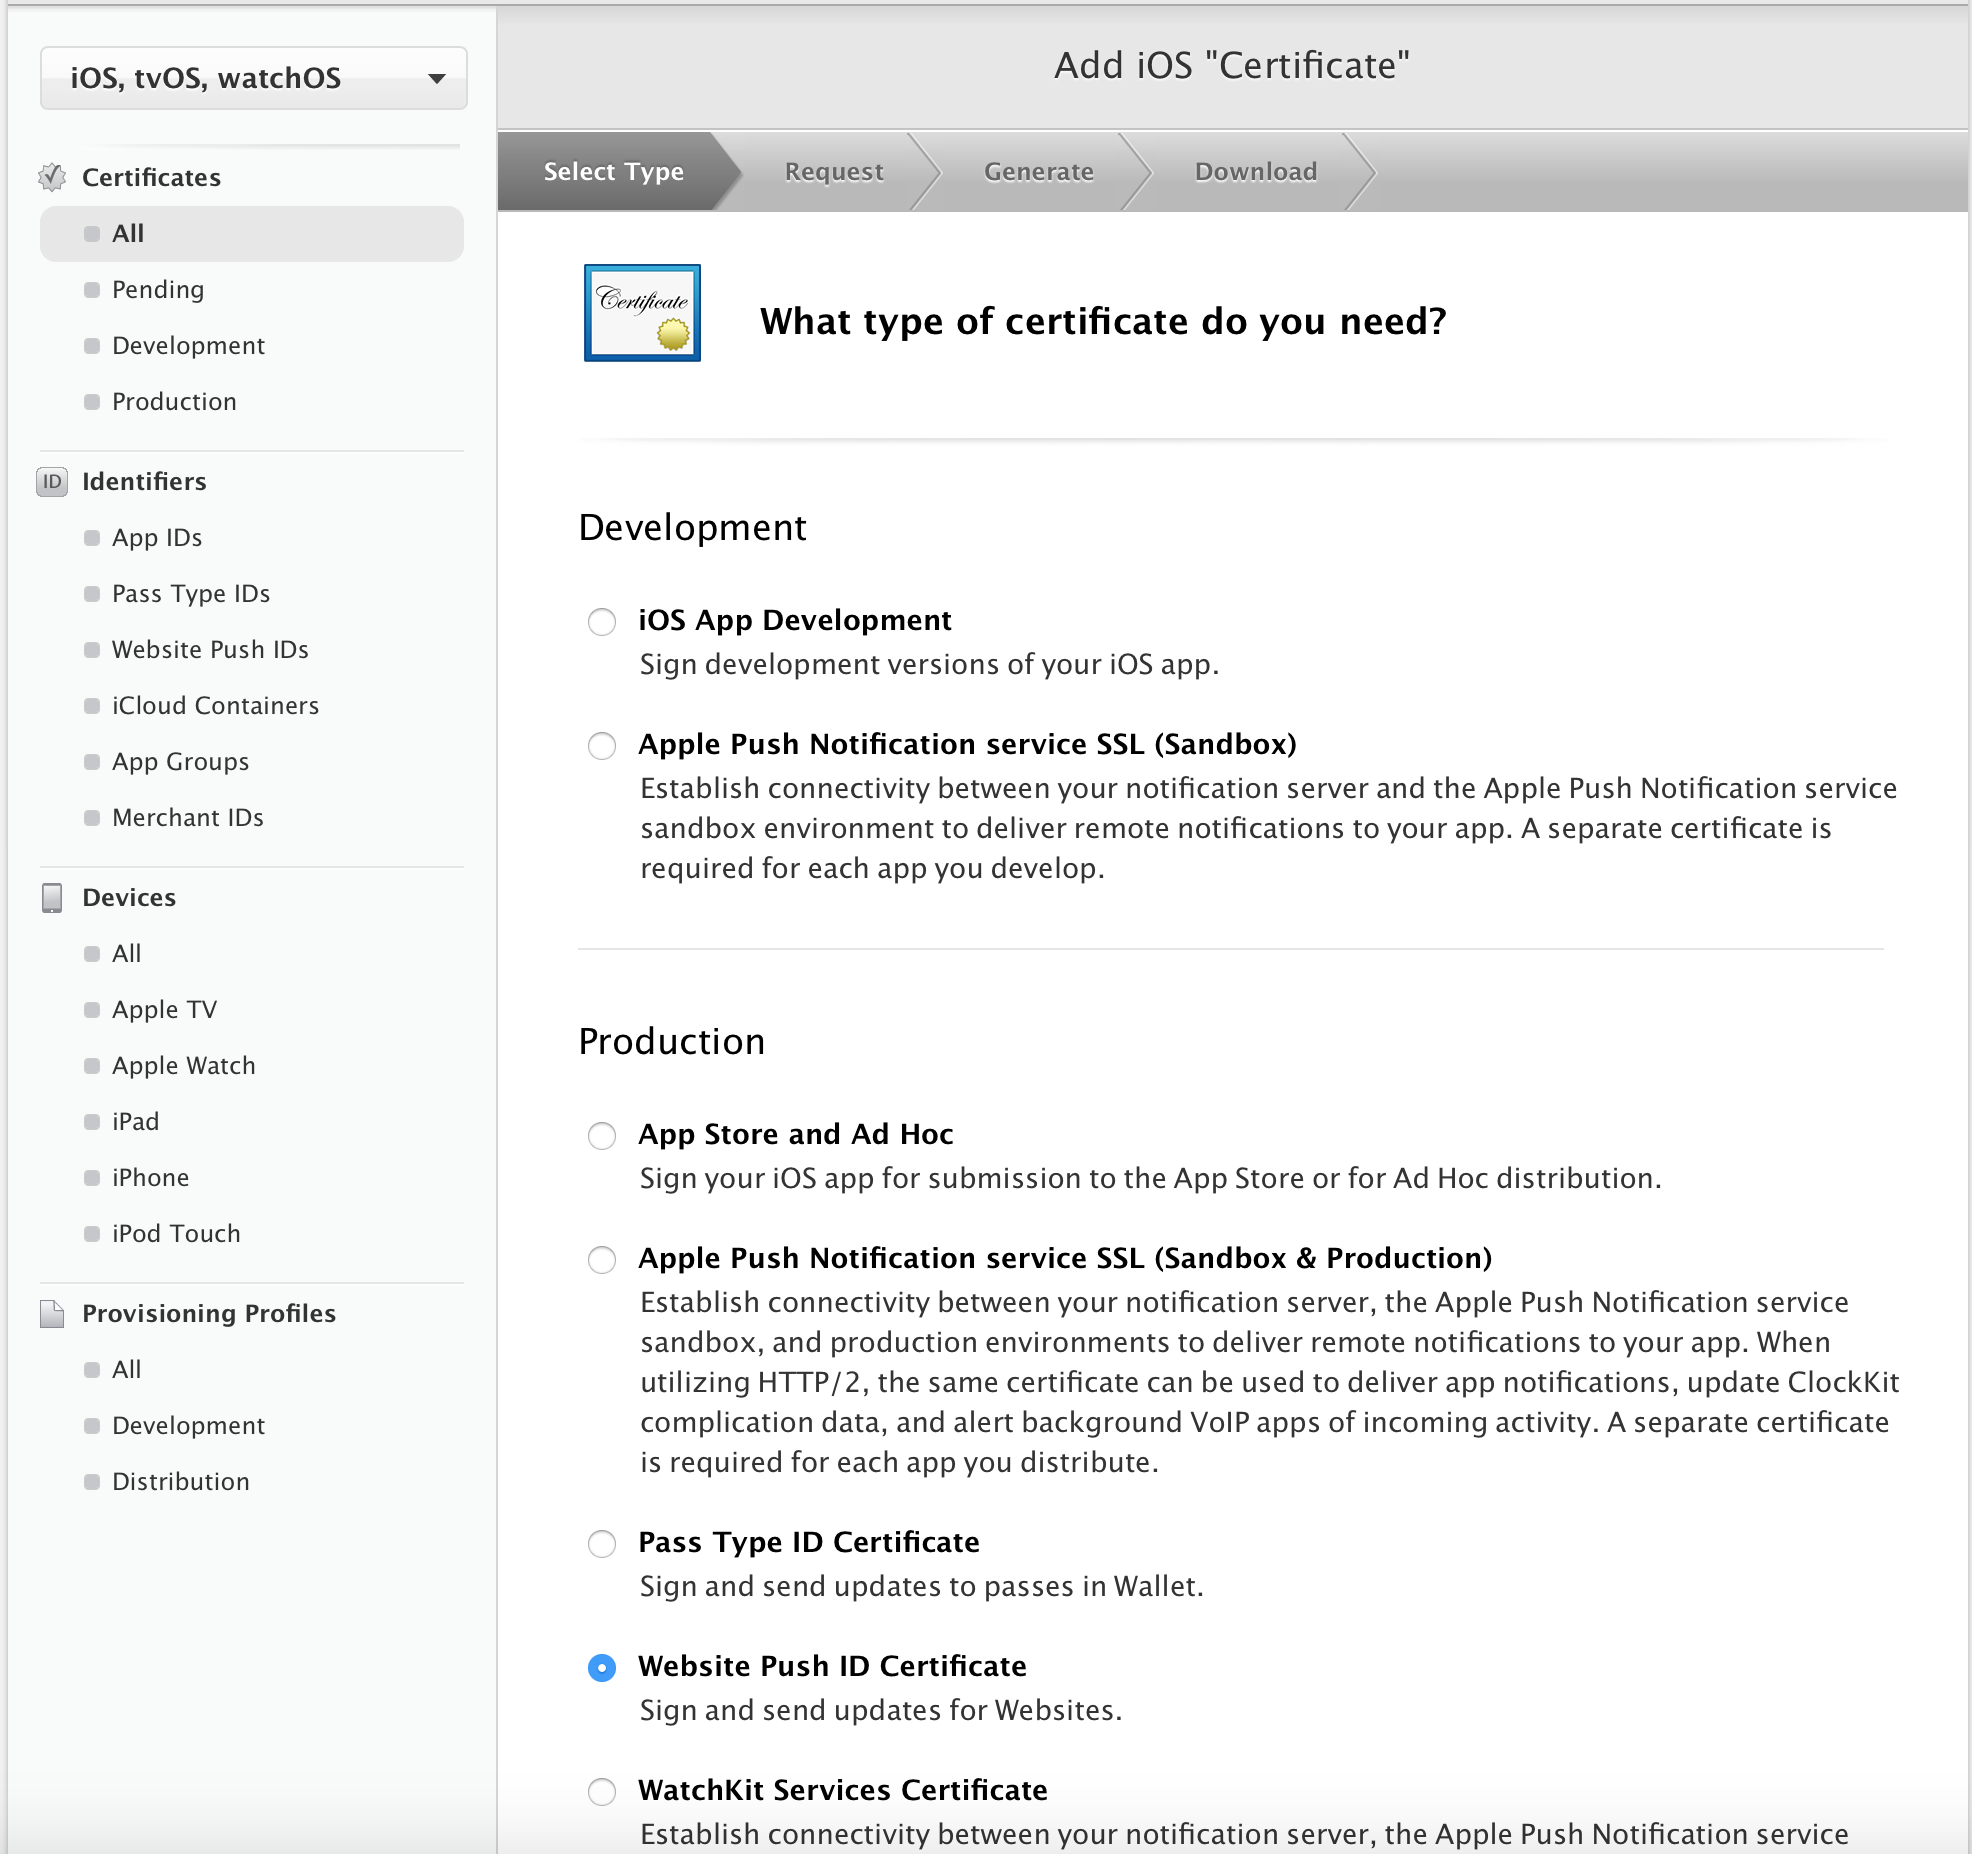 iOS, tvOS, watchOS
Certificates
All
Pending
Development
Production
ID Identifiers
App IDs
Pass Type IDs
Website Push IDs
iCloud Containers
App Groups
Merchant IDs
Devices
All
Apple TV
Apple Watch
iPad
iPhone
iPod Touch
Provisioning Profiles
All
Development
Distribution
Add iOS "Certificate"
Select Type Request Generate Download
Certificate
What type of certificate do you need?
Development
iOS App Development
Sign development versions of your iOS app.
Apple Push Notification service SSL (Sandbox)
Establish connectivity between your notification server and the Apple Push Notification service
sandbox environment to deliver remote notifications to your app. A separate certificate is
required for each app you develop.
Production
App Store and Ad Hoc
Sign your iOS app for submission to the App Store or for Ad Hoc distribution.
Apple Push Notification service SSL (Sandbox & Production)
Establish connectivity between your notification server, the Apple Push Notification service
sandbox, and production environments to deliver remote notifications to your app. When
utilizing HTTP/2, the same certificate can be used to deliver app notifications, update ClockKit
complication data, and alert background VoIP apps of incoming activity. A separate certificate
is required for each app you distribute.
Pass Type ID Certificate
Sign and send updates to passes in Wallet.
Website Push ID Certificate
Sign and send updates for Websites.
WatchKit Services Certificate
Establish connectivity between your notification server, the Apple Push Notification service